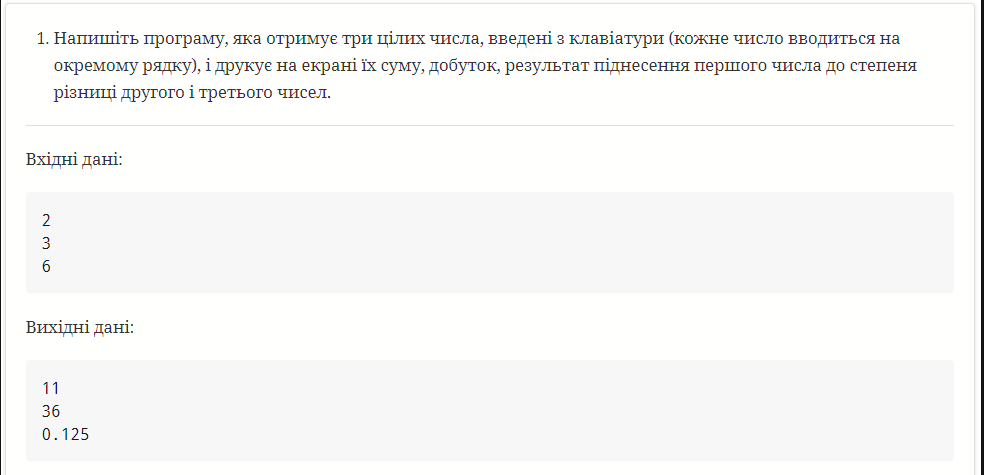 1. Напишіть програму, яка отримує три цілих числа, введені з клавіатури (кожне число вводиться на
окремому рядку), і друкує на екрані їх суму, добуток, результат піднесення першого числа до степеня
різниці другого і третього чисел.
Вхідні дані:
2
3
6
Вихідні дані:
11
36
0.125